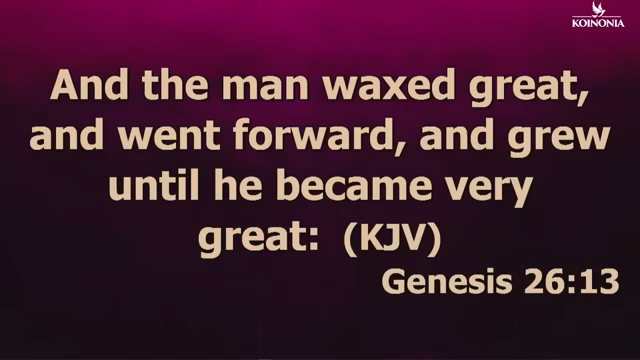 KOINONIA
And the man waxed great,
and went forward, and grew
until he became very
great: (KJV)
Genesis 26:13